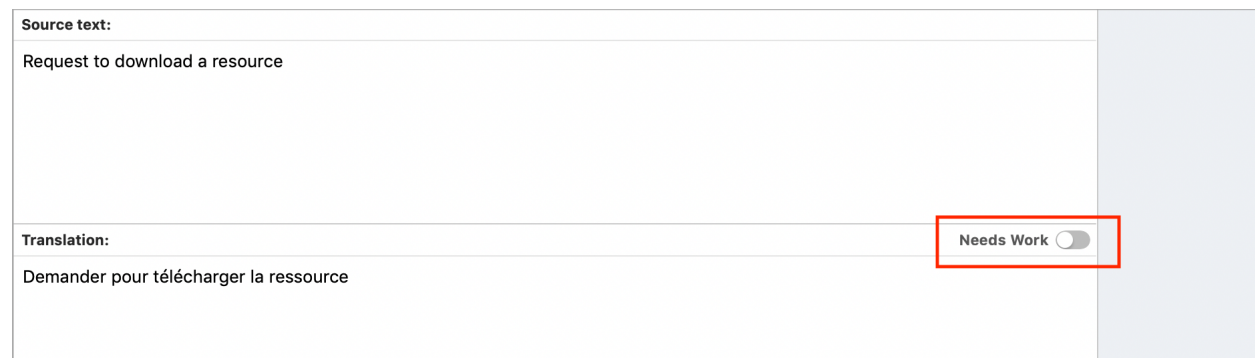 Source text:
Request to download a resource
Translation:
Needs Work
Demander pour télécharger la ressource